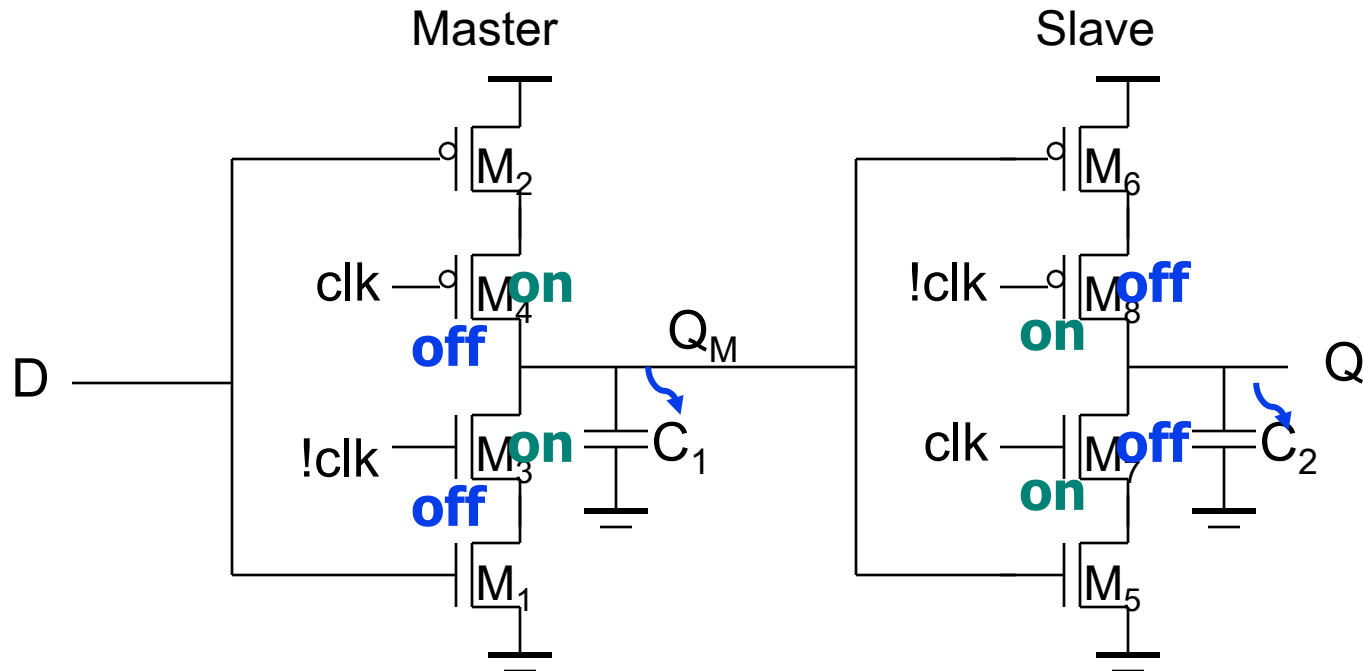 Master
Slave
M2
M6
clk
M4
on
!clk
M8
off
off
on
QM
D
Q
!clk
M3
on
C1
clk
M7
off
C2
off
on
M1
M5